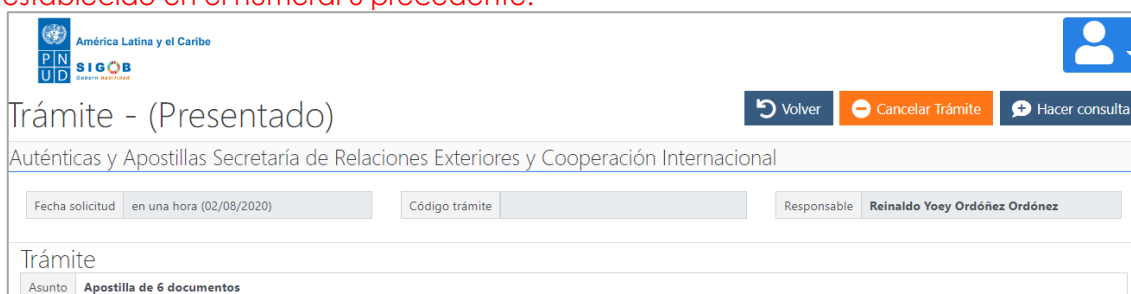 establecido en el numeral 6 precedente.
América Latina y el Caribe
PNUD
SIGOB
Gobern-habilidad
Trámite - (Presentado)
Volver
Cancelar Trámite
Hacer consulta
Auténticas y Apostillas Secretaría de Relaciones Exteriores y Cooperación Internacional
Fecha solicitud en una hora (02/08/2020)
Código trámite
Responsable Reinaldo Yoey Ordóñez Ordónez
Trámite
Asunto Apostilla de 6 documentos